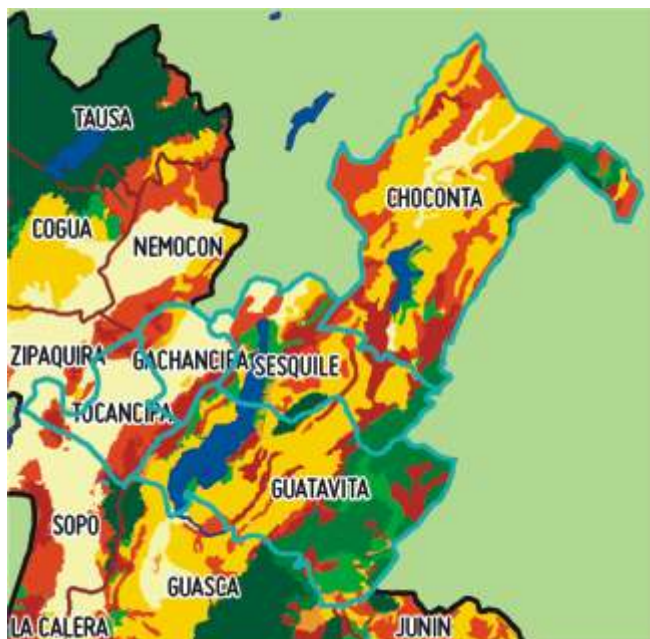 TAUSA
CHOCONTA
COGUA
NEMOCON
ZIPAQUIRA
GACHANCIPA
SESQUILE
TOCANCIPA
GUATAVITA
SOPO
GUASCA
LA CALERA
JUNIN